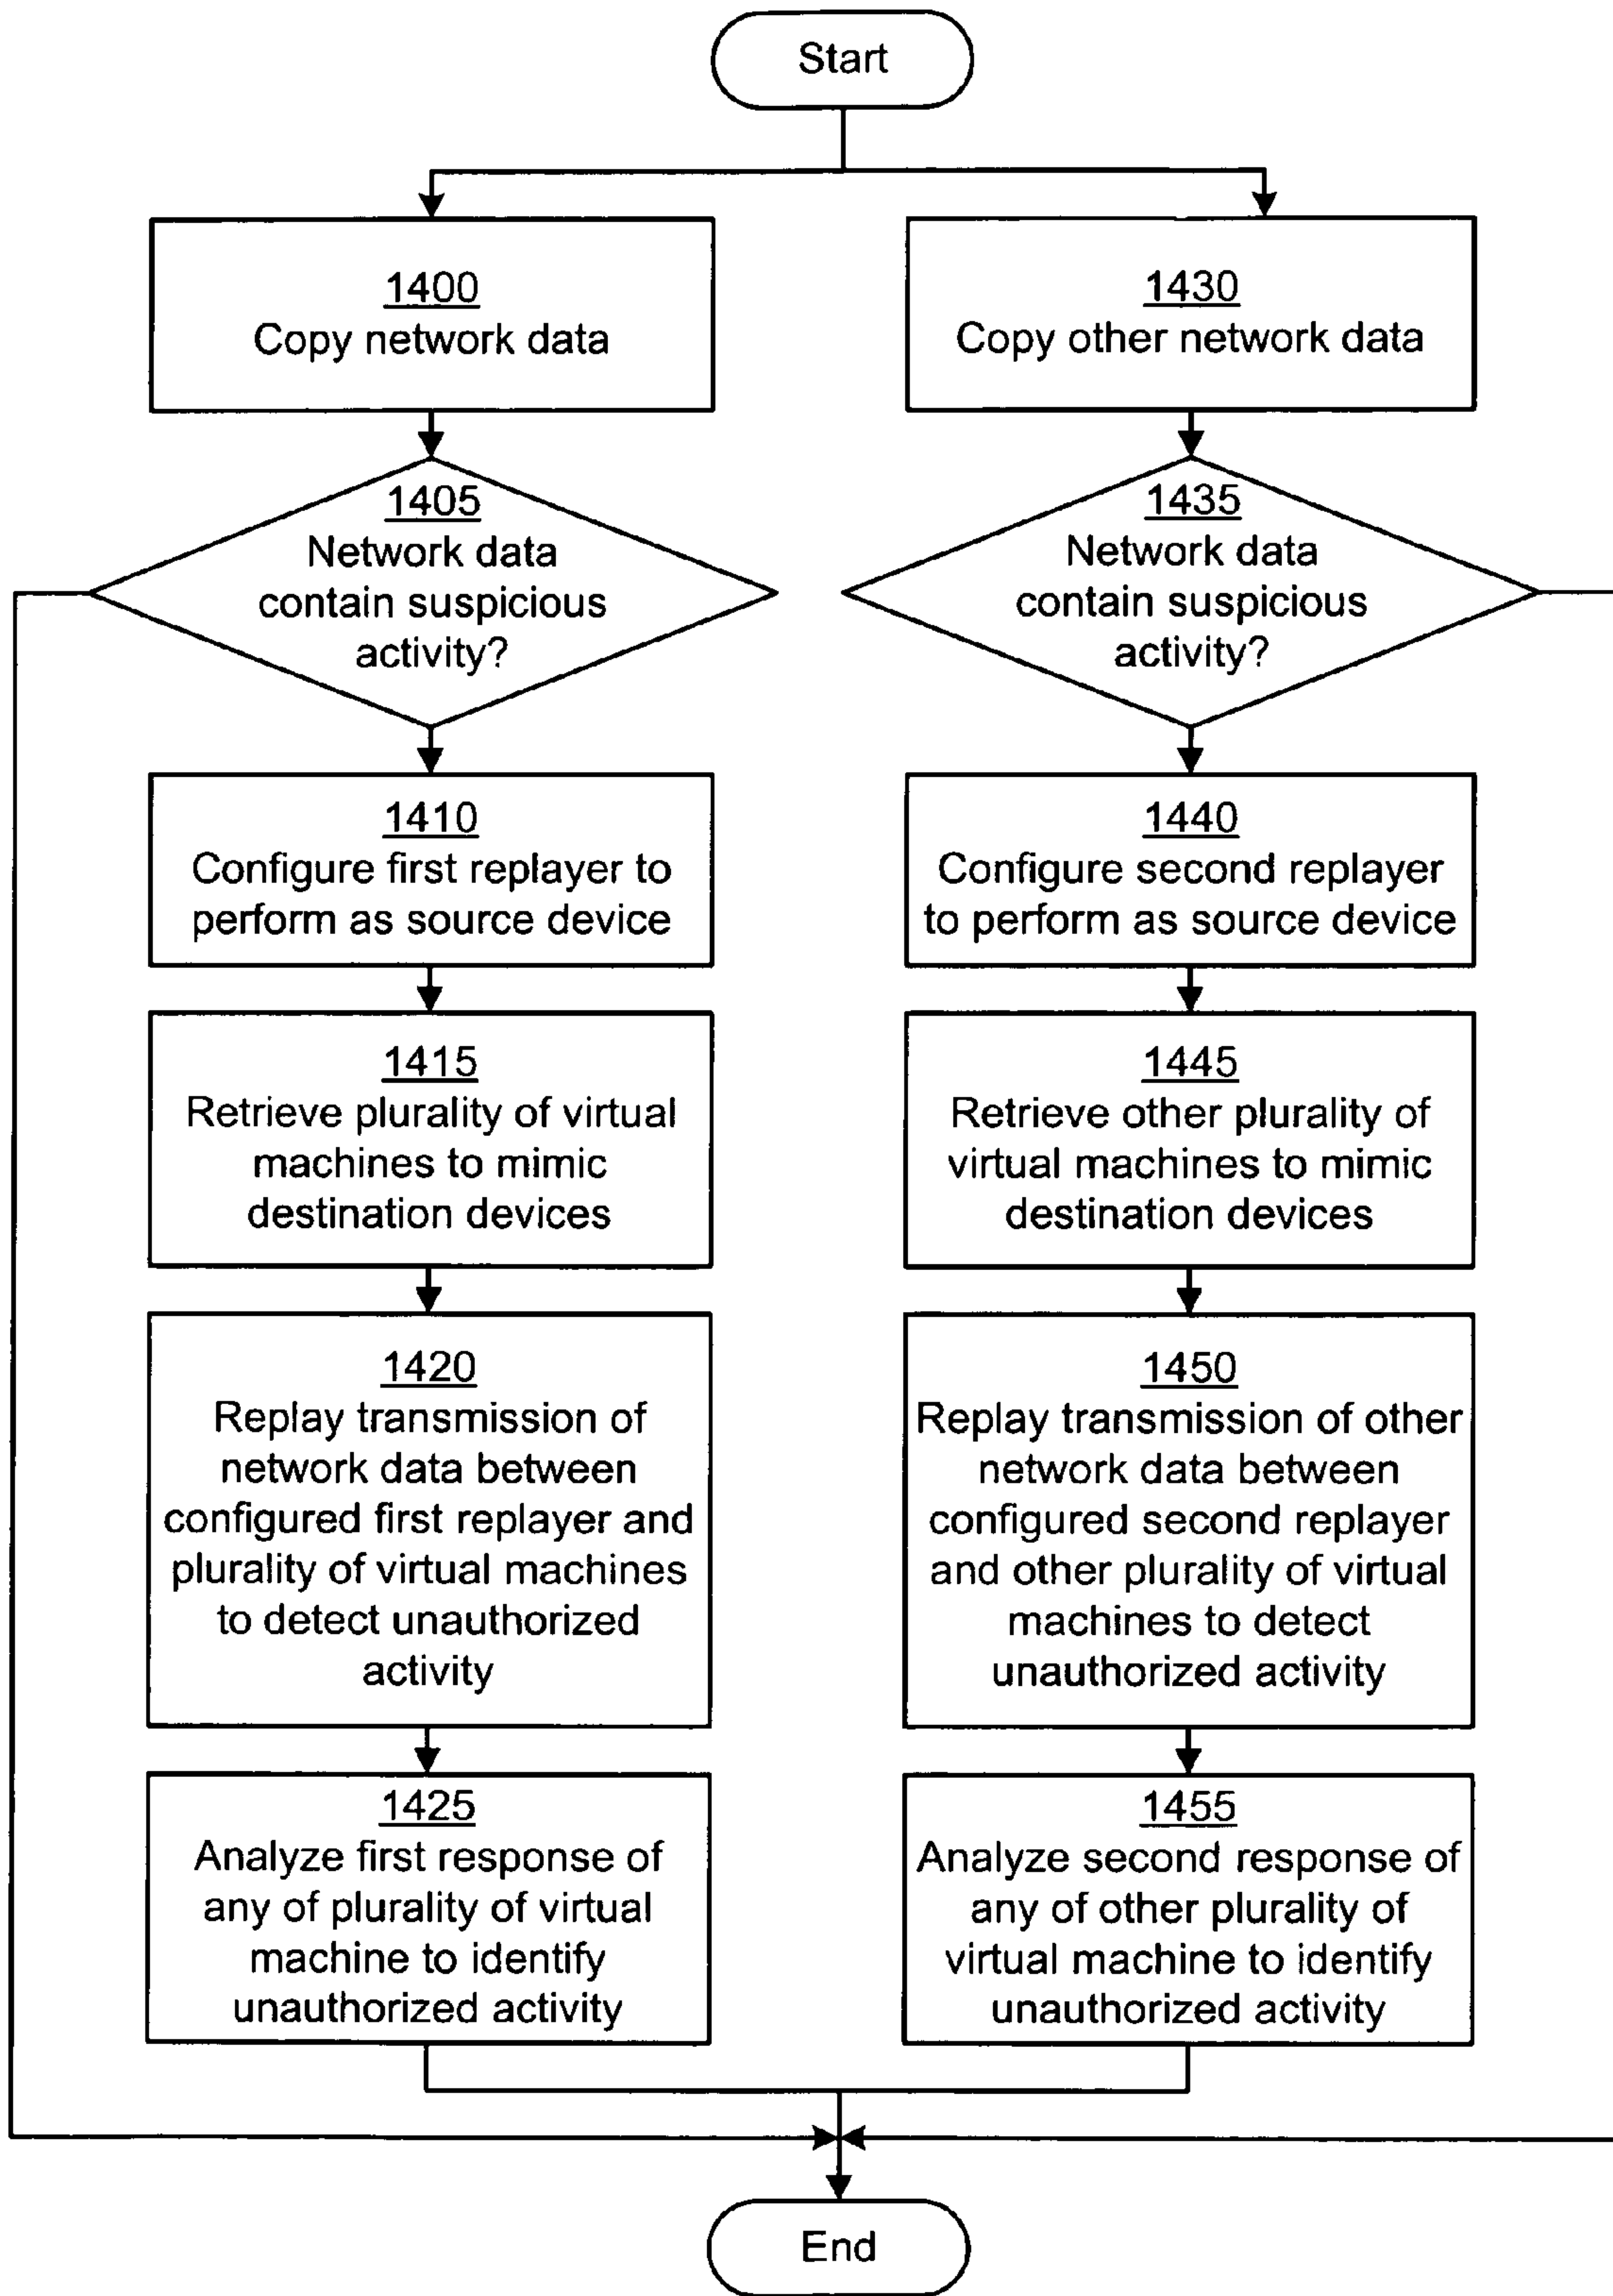 Start
1400
Copy network data
1405
Network data
contain suspicious
activity?
1410
Configure first replayer to
perform as source device
1415
Retrieve plurality of virtual
machines to mimic
destination devices
1420
Replay transmission of
network data between
configured first replayer and
plurality of virtual machines
to detect unauthorized
activity
1425
Analyze first response of
any of plurality of virtual
machine to identify
unauthorized activity
1430
Copy other network data
1435
Network data
contain suspicious
activity?
1440
Configure second replayer
to perform as source device
1445
Retrieve other plurality of
virtual machines to mimic
destination devices
1450
Replay transmission of other
network data between
configured second replayer
and other plurality of virtual
machines to detect
unauthorized activity
1455
Analyze second response of
any of other plurality of
virtual machine to identify
unauthorized activity
End